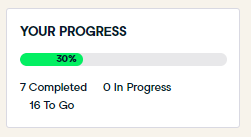 YOUR PROGRESS
30%
7 Completed 0 In Progress
16 To Go